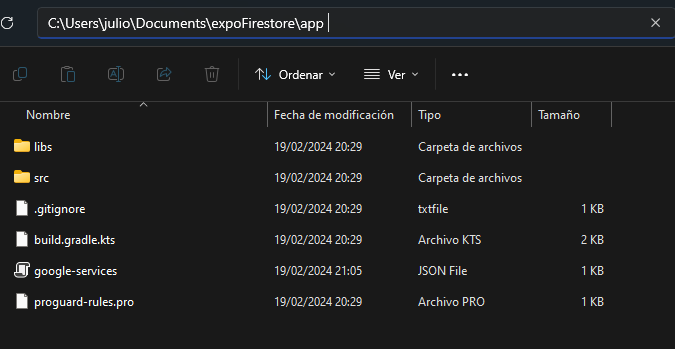 C:\Users\julio\Documents\expoFirestore\app
Ordenar Ver
Nombre Fecha de modificación Tipo Tamaño
libs 19/02/2024 20:29 Carpeta de archivos
src 19/02/2024 20:29 Carpeta de archivos
.gitignore 19/02/2024 20:29 txtfile 1 KB
build.gradle.kts 19/02/2024 20:29 Archivo KTS 2 KB
google-services 19/02/2024 21:05 JSON File 1 KB
proguard-rules.pro 19/02/2024 20:29 Archivo PRO 1 KB